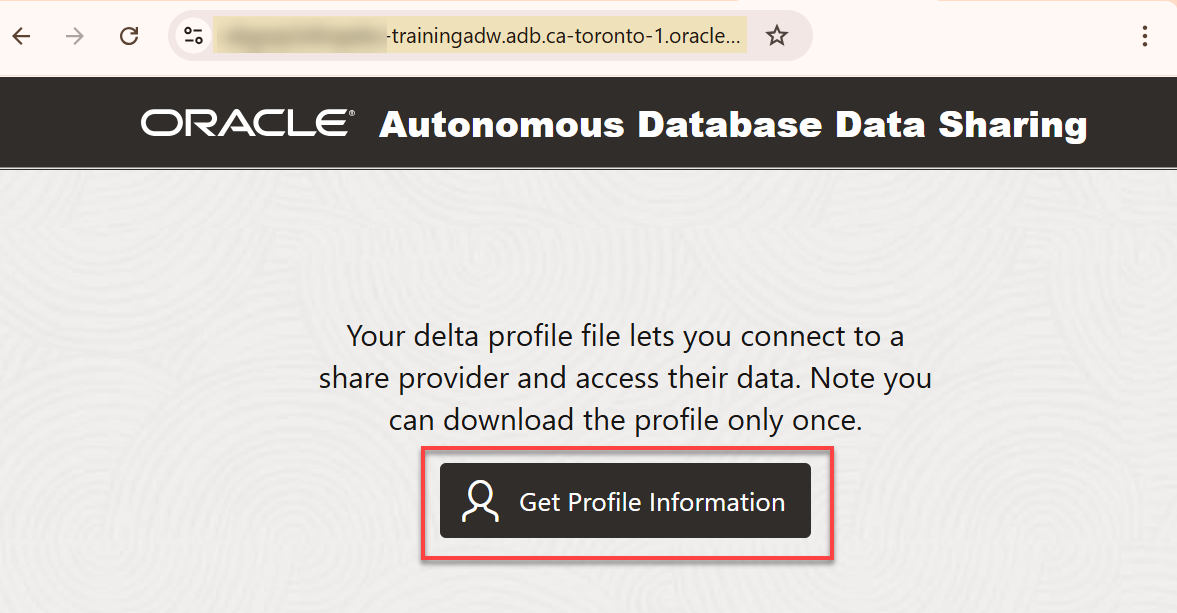 -trainingadw.adb.ca-toronto-1.oracle...
ORACLE® Autonomous Database Data Sharing
Your delta profile file lets you connect to a
share provider and access their data. Note you
can download the profile only once.
Get Profile Information